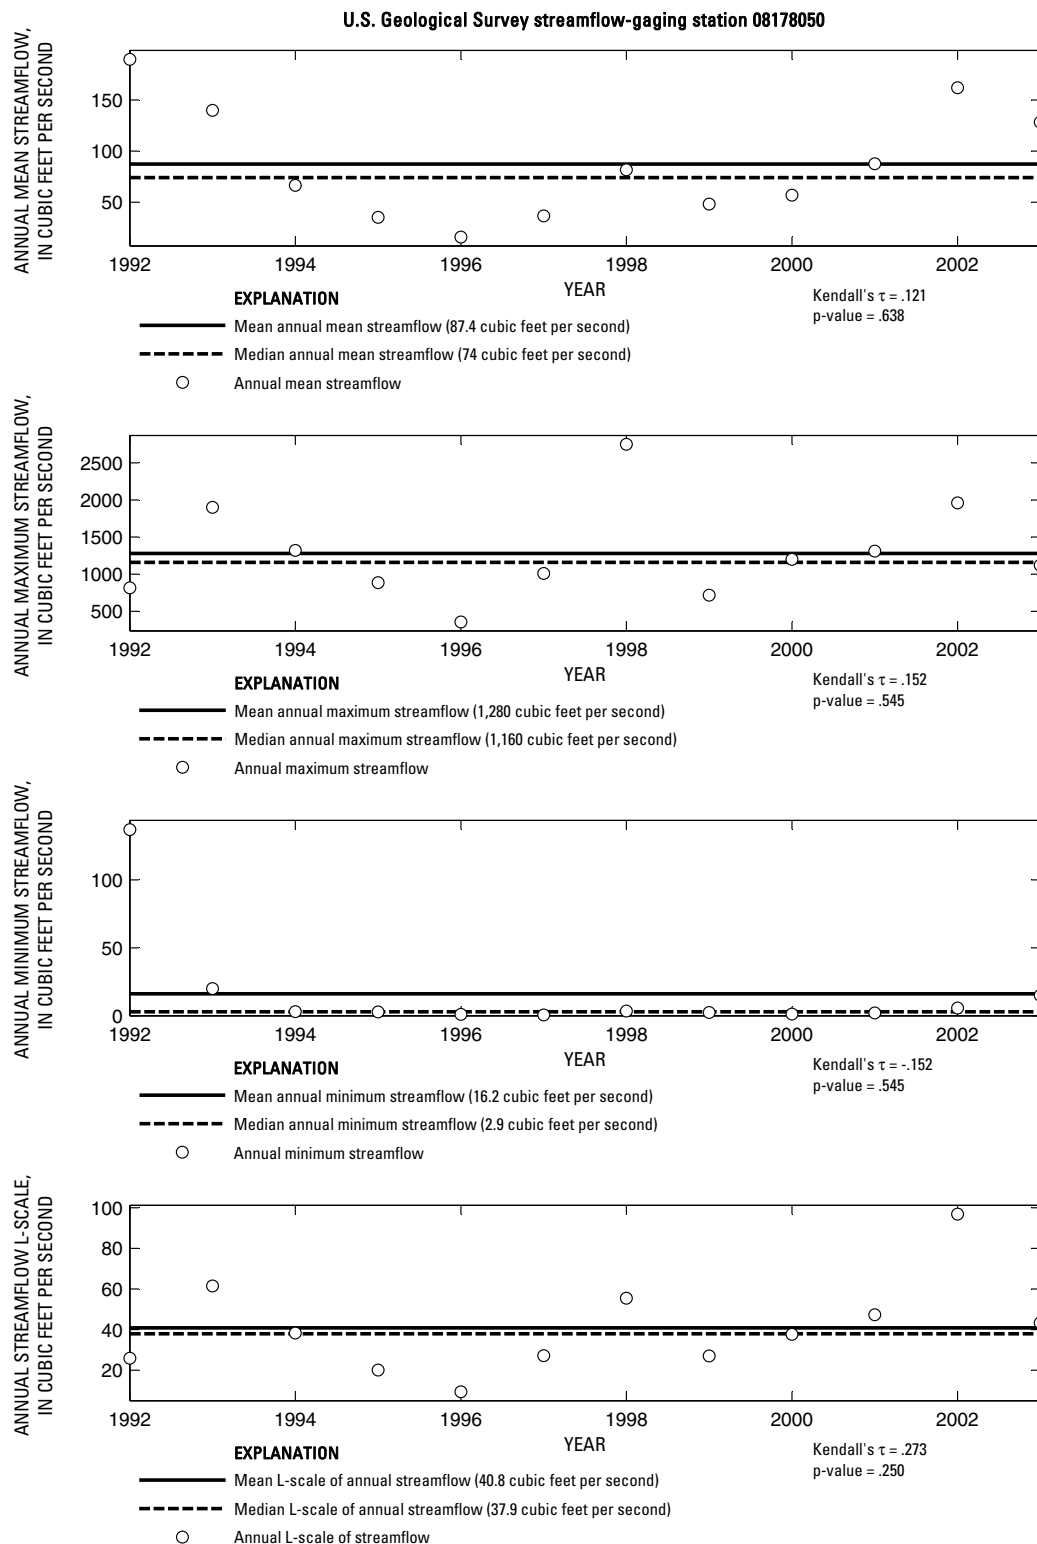 U.S. Geological Survey streamflow-gaging station 08178050
ANNUAL MEAN STREAMFLOW,
IN CUBIC FEET PER SECOND
150
100
50
1992 1994 1996 1998 2000 2002
YEAR
Kendall's τ = .121
p-value = .638
EXPLANATION
Mean annual mean streamflow (87.4 cubic feet per second)
Median annual mean streamflow (74 cubic feet per second)
Annual mean streamflow
ANNUAL MAXIMUM STREAMFLOW,
IN CUBIC FEET PER SECOND
2500
2000
1500
1000
500
1992 1994 1996 1998 2000 2002
YEAR
Kendall's τ = .152
p-value = .545
EXPLANATION
Mean annual maximum streamflow (1,280 cubic feet per second)
Median annual maximum streamflow (1,160 cubic feet per second)
Annual maximum streamflow
ANNUAL MINIMUM STREAMFLOW,
IN CUBIC FEET PER SECOND
100
50
0
1992 1994 1996 1998 2000 2002
YEAR
Kendall's τ = -.152
p-value = .545
EXPLANATION
Mean annual minimum streamflow (16.2 cubic feet per second)
Median annual minimum streamflow (2.9 cubic feet per second)
Annual minimum streamflow
ANNUAL STREAMFLOW L-SCALE,
IN CUBIC FEET PER SECOND
100
80
60
40
20
1992 1994 1996 1998 2000 2002
YEAR
Kendall's τ = .273
p-value = .250
EXPLANATION
Mean L-scale of annual streamflow (40.8 cubic feet per second)
Median L-scale of annual streamflow (37.9 cubic feet per second)
Annual L-scale of streamflow